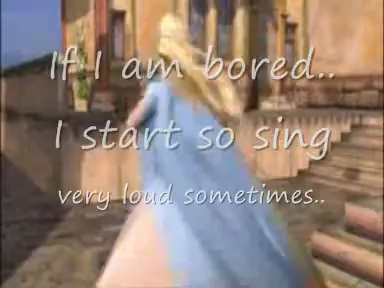 If I am bored..
I start so sing
very loud sometimes..